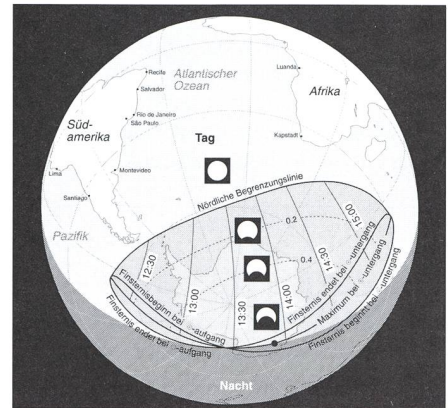 Recife
Atlantischer
Ozean
Luanda
Afrika
Salvador
Süd-
amerika
Rio de Janeiro
São Paulo
Tag
Kapstadt
Lima
Montevideo
Santiago
Nördliche Begrenzungslinie
Pazifik
0.2
0.4
12:30
13:00
13:30
14:00
14:30
15:00
Finsternisbeginn bei -aufgang
Finsternis endet bei -aufgang
Finsternis endet bei -untergang
Maximum bei -untergang
Finsternis beginnt bei -untergang
Nacht